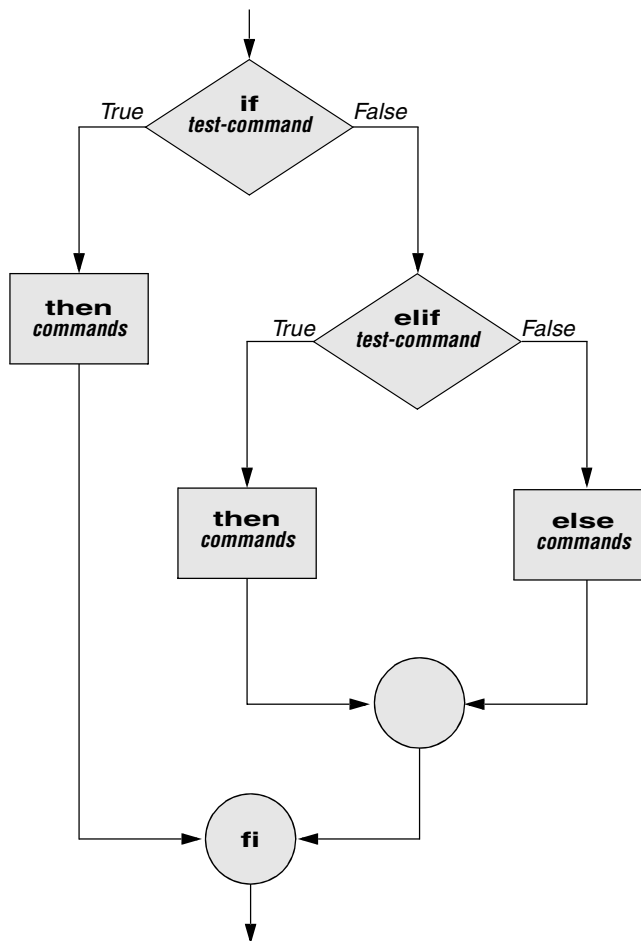 if
test-command
True
False
then
commands
elif
test-command
True
False
then
commands
else
commands
fi